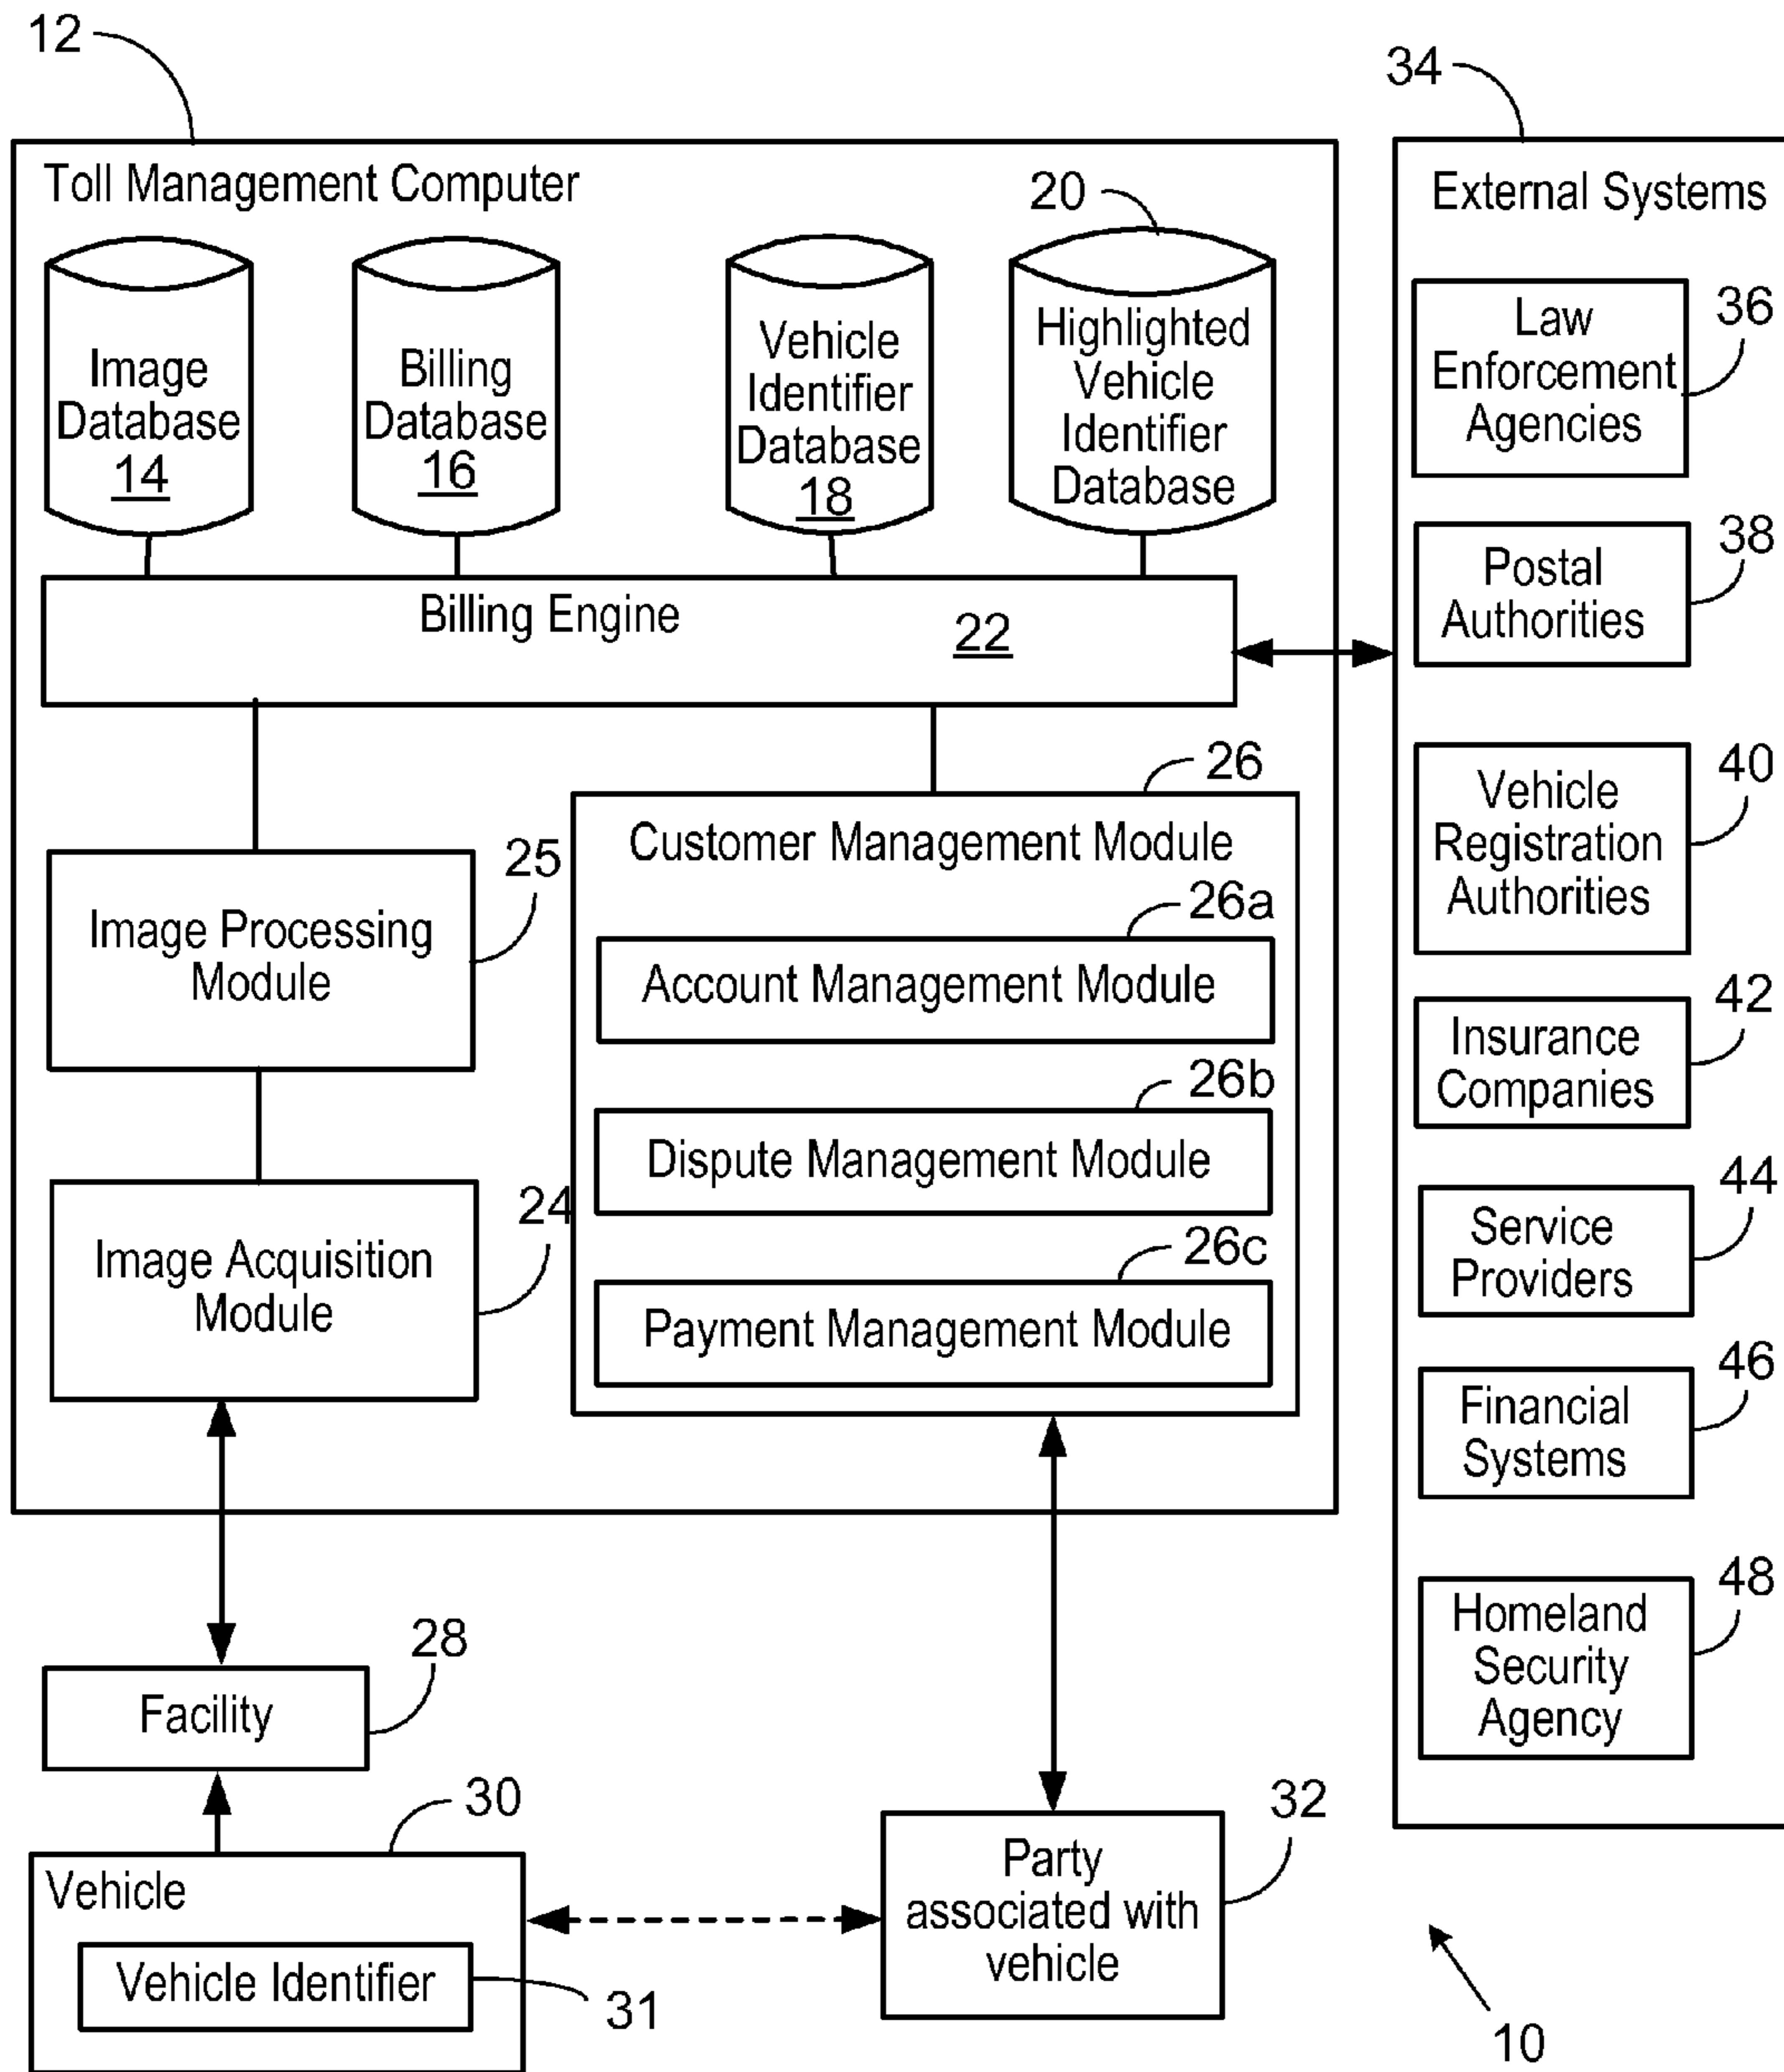 12
34
Toll Management Computer
External Systems
20
Image
Database
14
Billing
Database
16
Vehicle
Identifier
Database
18
Highlighted
Vehicle
Identifier
Database
Law
Enforcement
Agencies
36
Postal
Authorities
38
Billing Engine
22
Vehicle
Registration
Authorities
40
26
Customer Management Module
25
Image Processing
Module
26a
Account Management Module
Insurance
Companies
42
26b
Dispute Management Module
24
Image Acquisition
Module
Service
Providers
44
26c
Payment Management Module
Financial
Systems
46
Homeland
Security
Agency
48
28
Facility
30
Vehicle
Vehicle Identifier
31
32
Party
associated with
vehicle
10